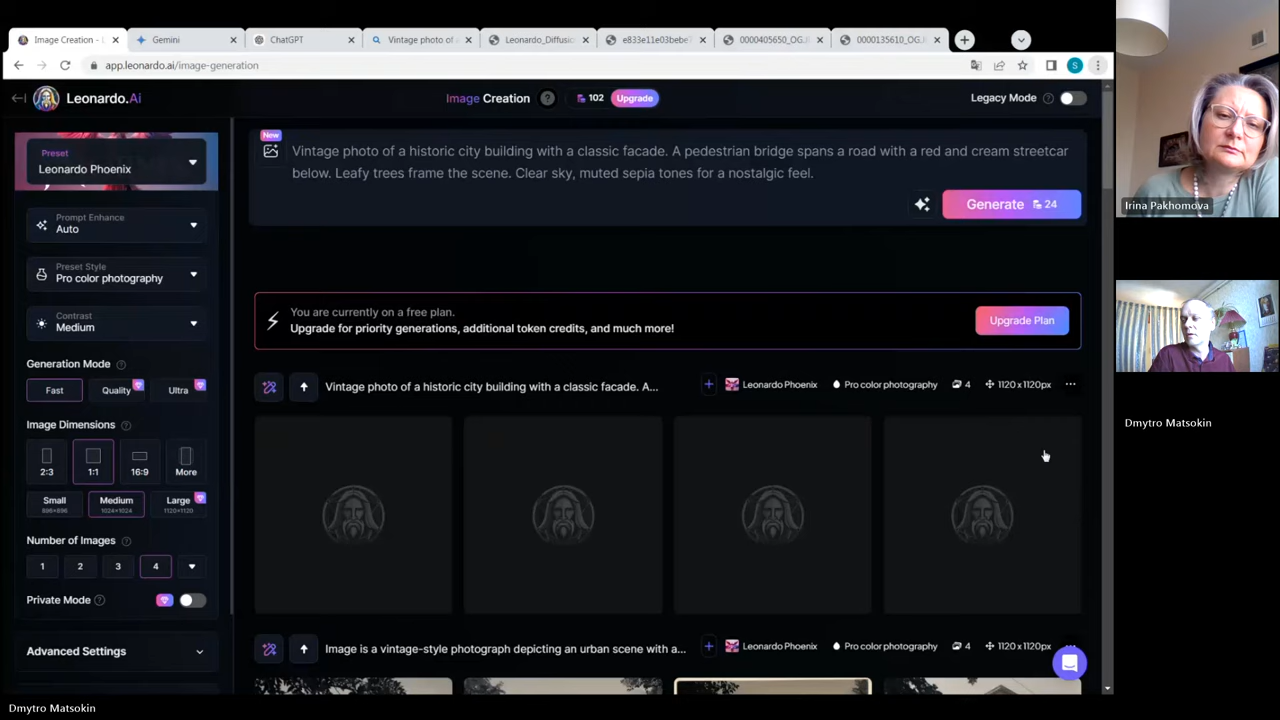 Image Creation - L
Gemini
ChatGPT
Vintage photo of a
Leonardo_Diffusio
e833e11e03bebe7
0000405650_OG.J
0000135610_OG.J
app.leonardo.ai/image-generation
S
Leonardo.Ai
Image Creation
?
102
Upgrade
Legacy Mode
?
New
Vintage photo of a historic city building with a classic facade. A pedestrian bridge spans a road with a red and cream streetcar
below. Leafy trees frame the scene. Clear sky, muted sepia tones for a nostalgic feel.
Generate 24
Preset
Leonardo Phoenix
Prompt Enhance
Auto
Preset Style
Pro color photography
Contrast
Medium
Generation Mode ?
Fast
Quality
Ultra
Image Dimensions ?
2:3
1:1
16:9
More
Small
896×896
Medium
1024×1024
Large
1120×1120
Number of Images ?
1
2
3
4
Private Mode ?
Advanced Settings
You are currently on a free plan.
Upgrade for priority generations, additional token credits, and much more!
Upgrade Plan
Vintage photo of a historic city building with a classic facade. A...
Leonardo Phoenix
Pro color photography
4
1120 x 1120px
Image is a vintage-style photograph depicting an urban scene with a...
Leonardo Phoenix
Pro color photography
4
1120 x 1120px
Irina Pakhomova
Dmytro Matsokin
Dmytro Matsokin